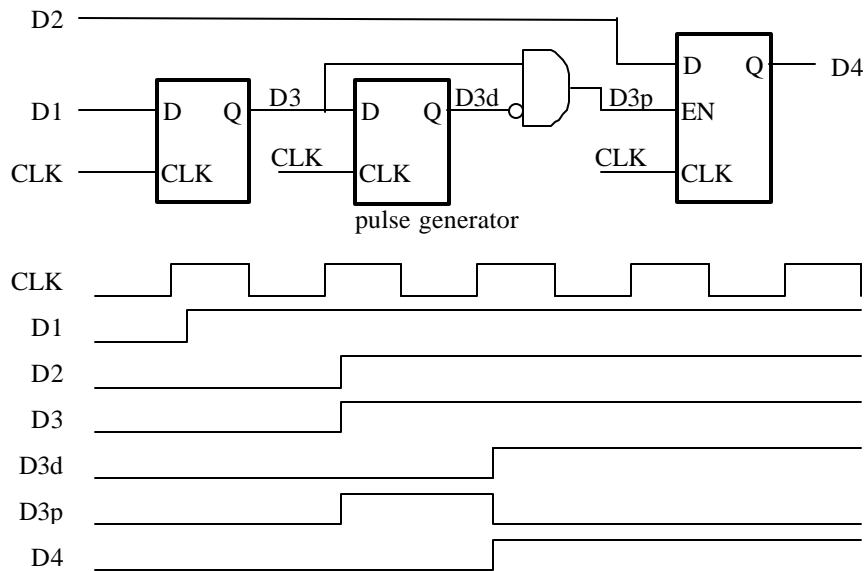 D2
D Q D4
D1 D Q D3 D Q D3d D3p EN
CLK CLK CLK CLK CLK CLK
pulse generator
CLK
D1
D2
D3
D3d
D3p
D4